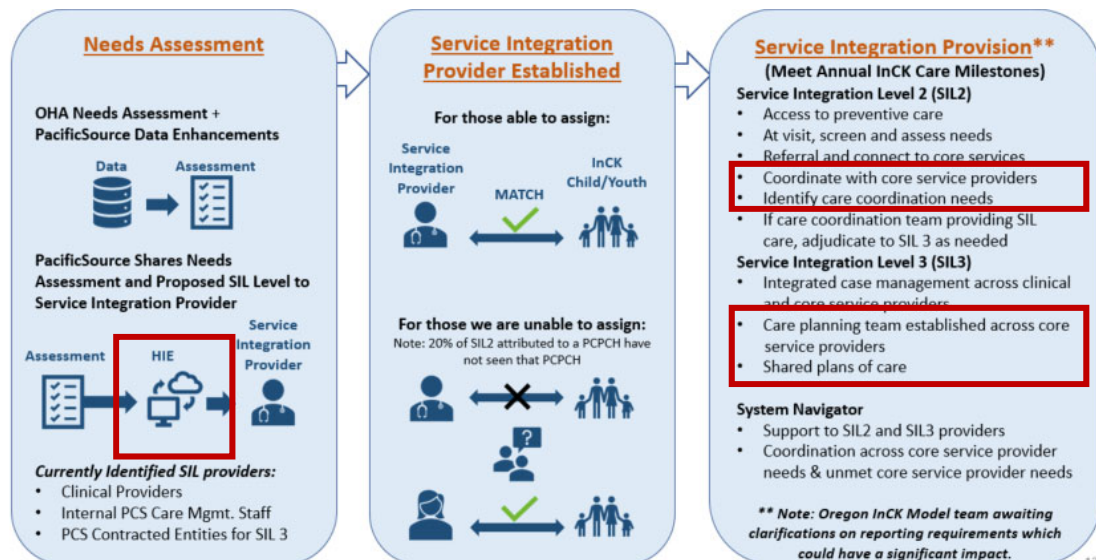 Needs Assessment
OHA Needs Assessment +
PacificSource Data Enhancements
Data
Assessment
PacificSource Shares Needs
Assessment and Proposed SIL Level to
Service Integration Provider
Assessment
HIE
Service
Integration
Provider
Currently Identified SIL providers:
• Clinical Providers
• Internal PCS Care Mgmt. Staff
• PCS Contracted Entities for SIL 3
Service Integration
Provider Established
For those able to assign:
Service
Integration
Provider
MATCH
InCK
Child/Youth
For those we are unable to assign:
Note: 20% of SIL2 attributed to a PCPCH have
not seen that PCPCH
?
Service Integration Provision**
(Meet Annual InCK Care Milestones)
Service Integration Level 2 (SIL2)
• Access to preventive care
• At visit, screen and assess needs
• Referral and connect to core services
• Coordinate with core service providers
• Identify care coordination needs
• If care coordination team providing SIL
care, adjudicate to SIL 3 as needed
Service Integration Level 3 (SIL3)
• Integrated case management across clinical
and core service providers
• Care planning team established across core
service providers
• Shared plans of care
System Navigator
• Support to SIL2 and SIL3 providers
• Coordination across core service provider
needs & unmet core service provider needs
** Note: Oregon InCK Model team awaiting
clarifications on reporting requirements which
could have a significant impact.